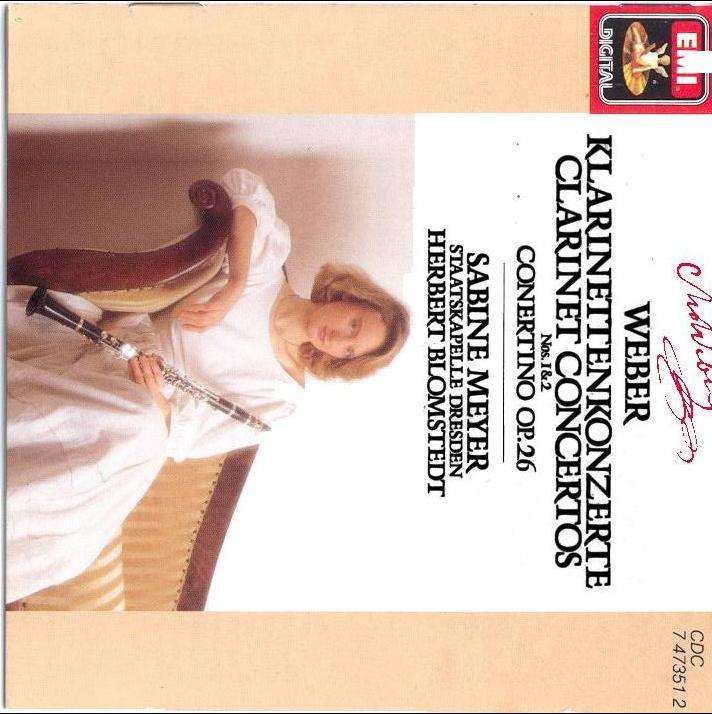 EMI
DIGITAL
WEBER
KLARINETTENKONZERTE
CLARINET CONCERTOS
Nos. 1 & 2
CONERTINO OP.26
SABINE MEYER
STAATSKAPELLE DRESDEN
HERBERT BLOMSTEDT
CDC
7 47351 2